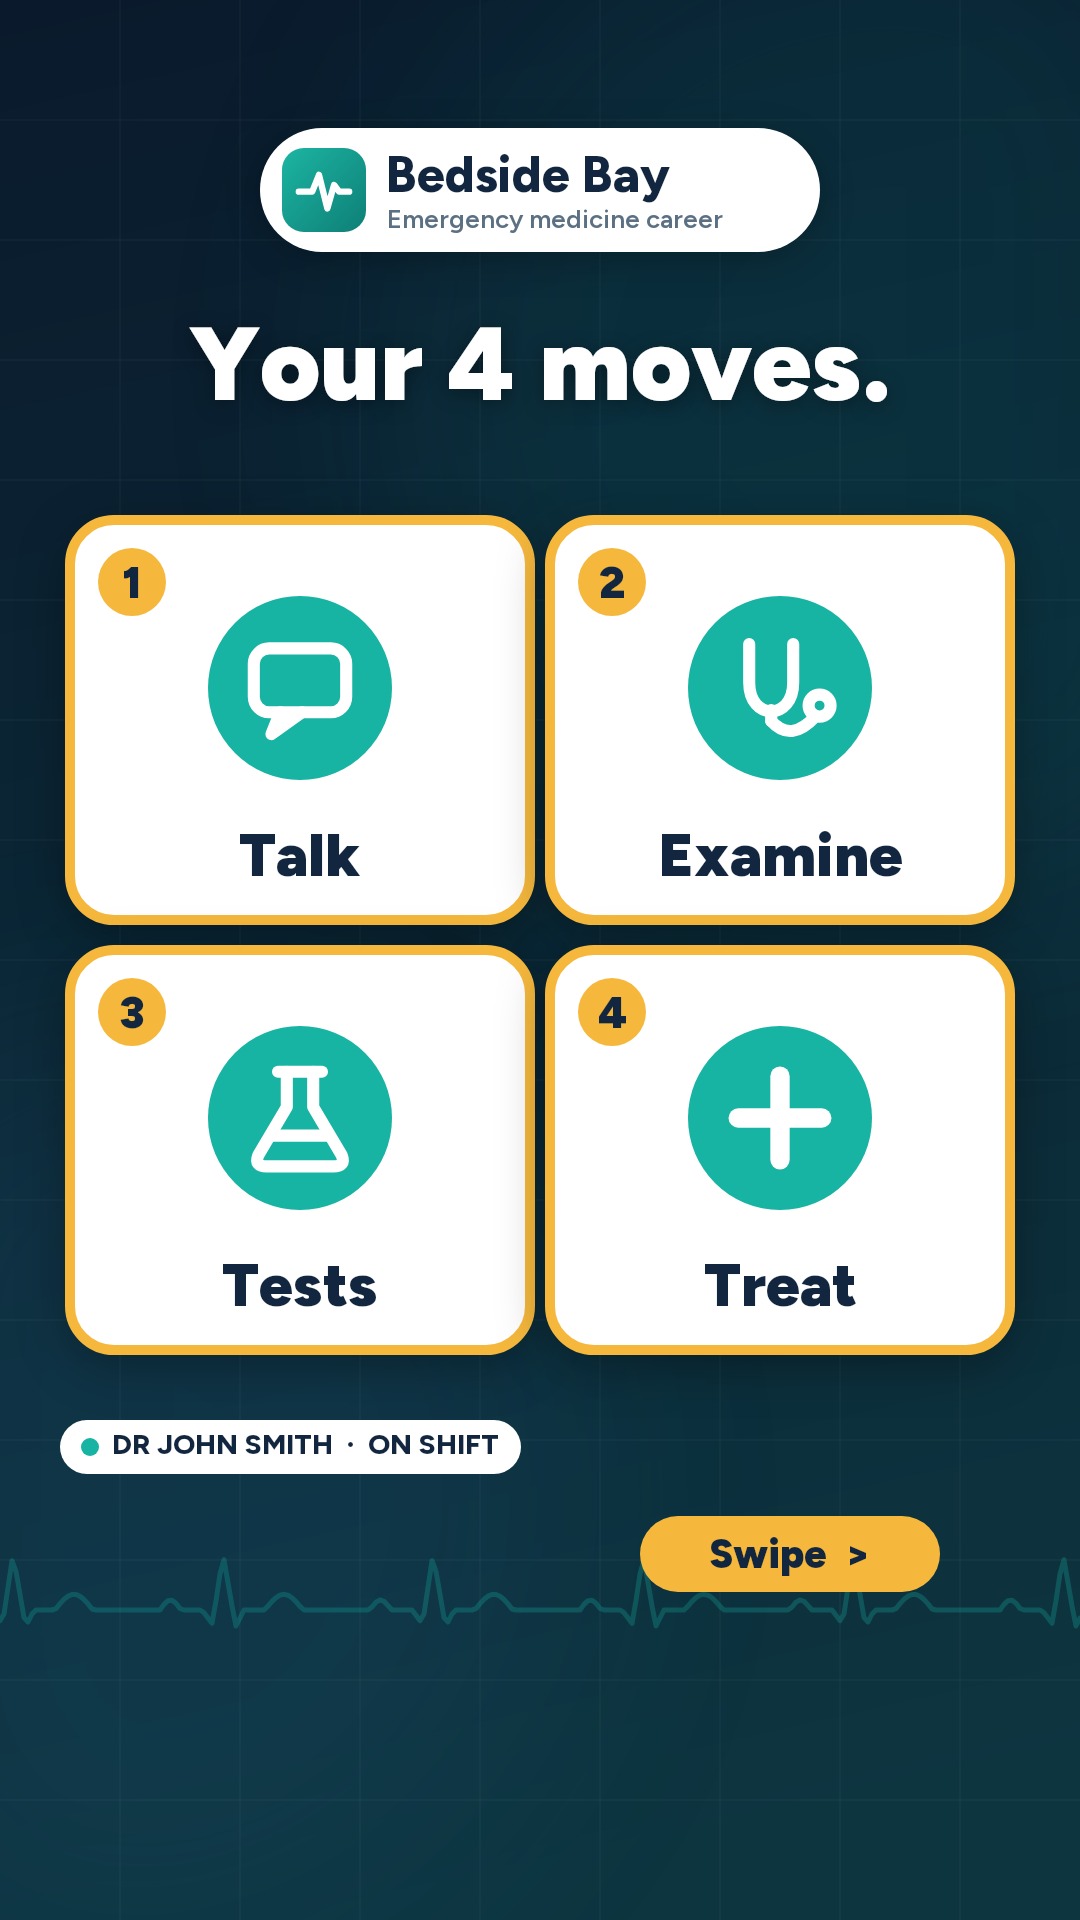 Bedside Bay
Emergency medicine career
Your 4 moves.
1
Talk
2
Examine
3
Tests
4
Treat
DR JOHN SMITH · ON SHIFT
Swipe >